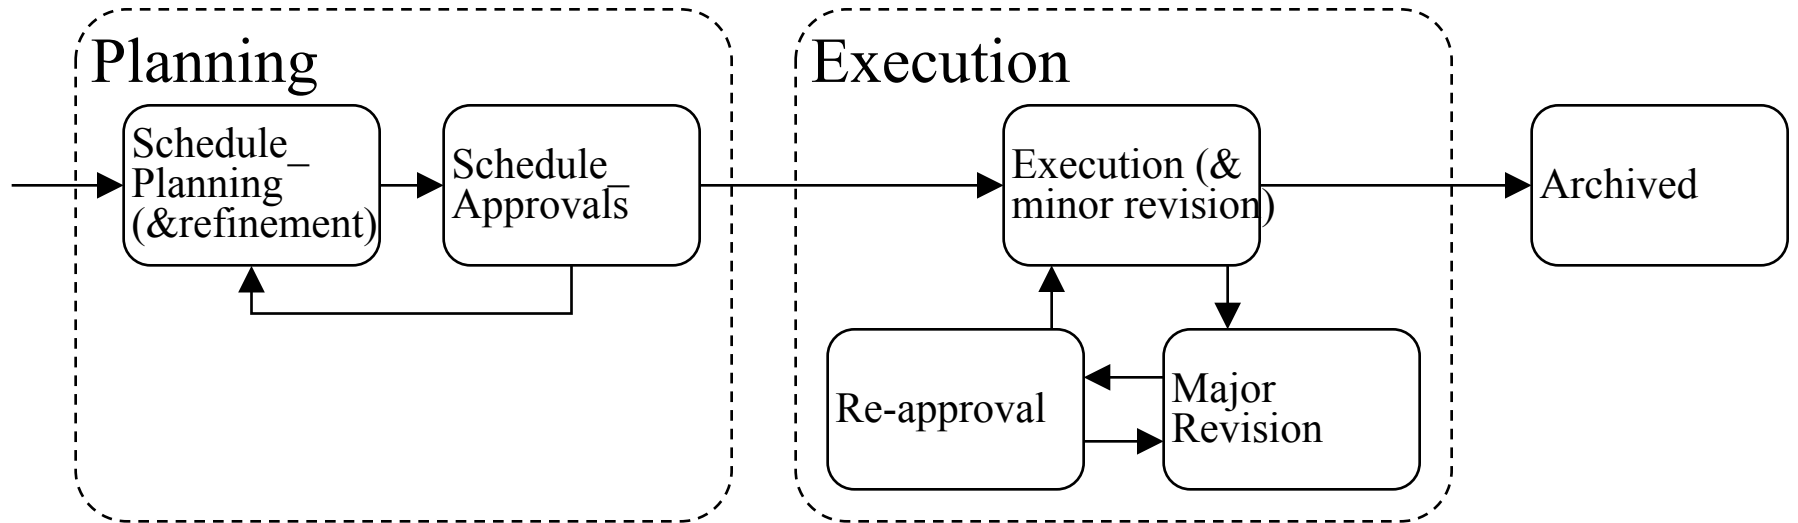 Planning
Schedule_
Planning
(&refinement)
Schedule_
Approvals
Execution
Execution (&
minor revision)
Archived
Re-approval
Major
Revision